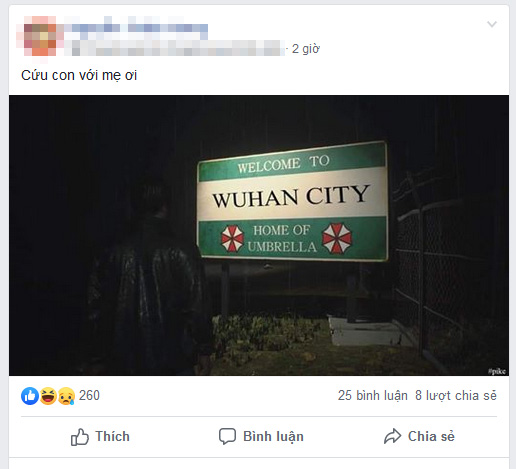 · 2 giờ
Cứu con với mẹ ơi
WELCOME TO
WUHAN CITY
HOME OF
UMBRELLA
#pike
260
25 bình luận 8 lượt chia sẻ
Thích
Bình luận
Chia sẻ